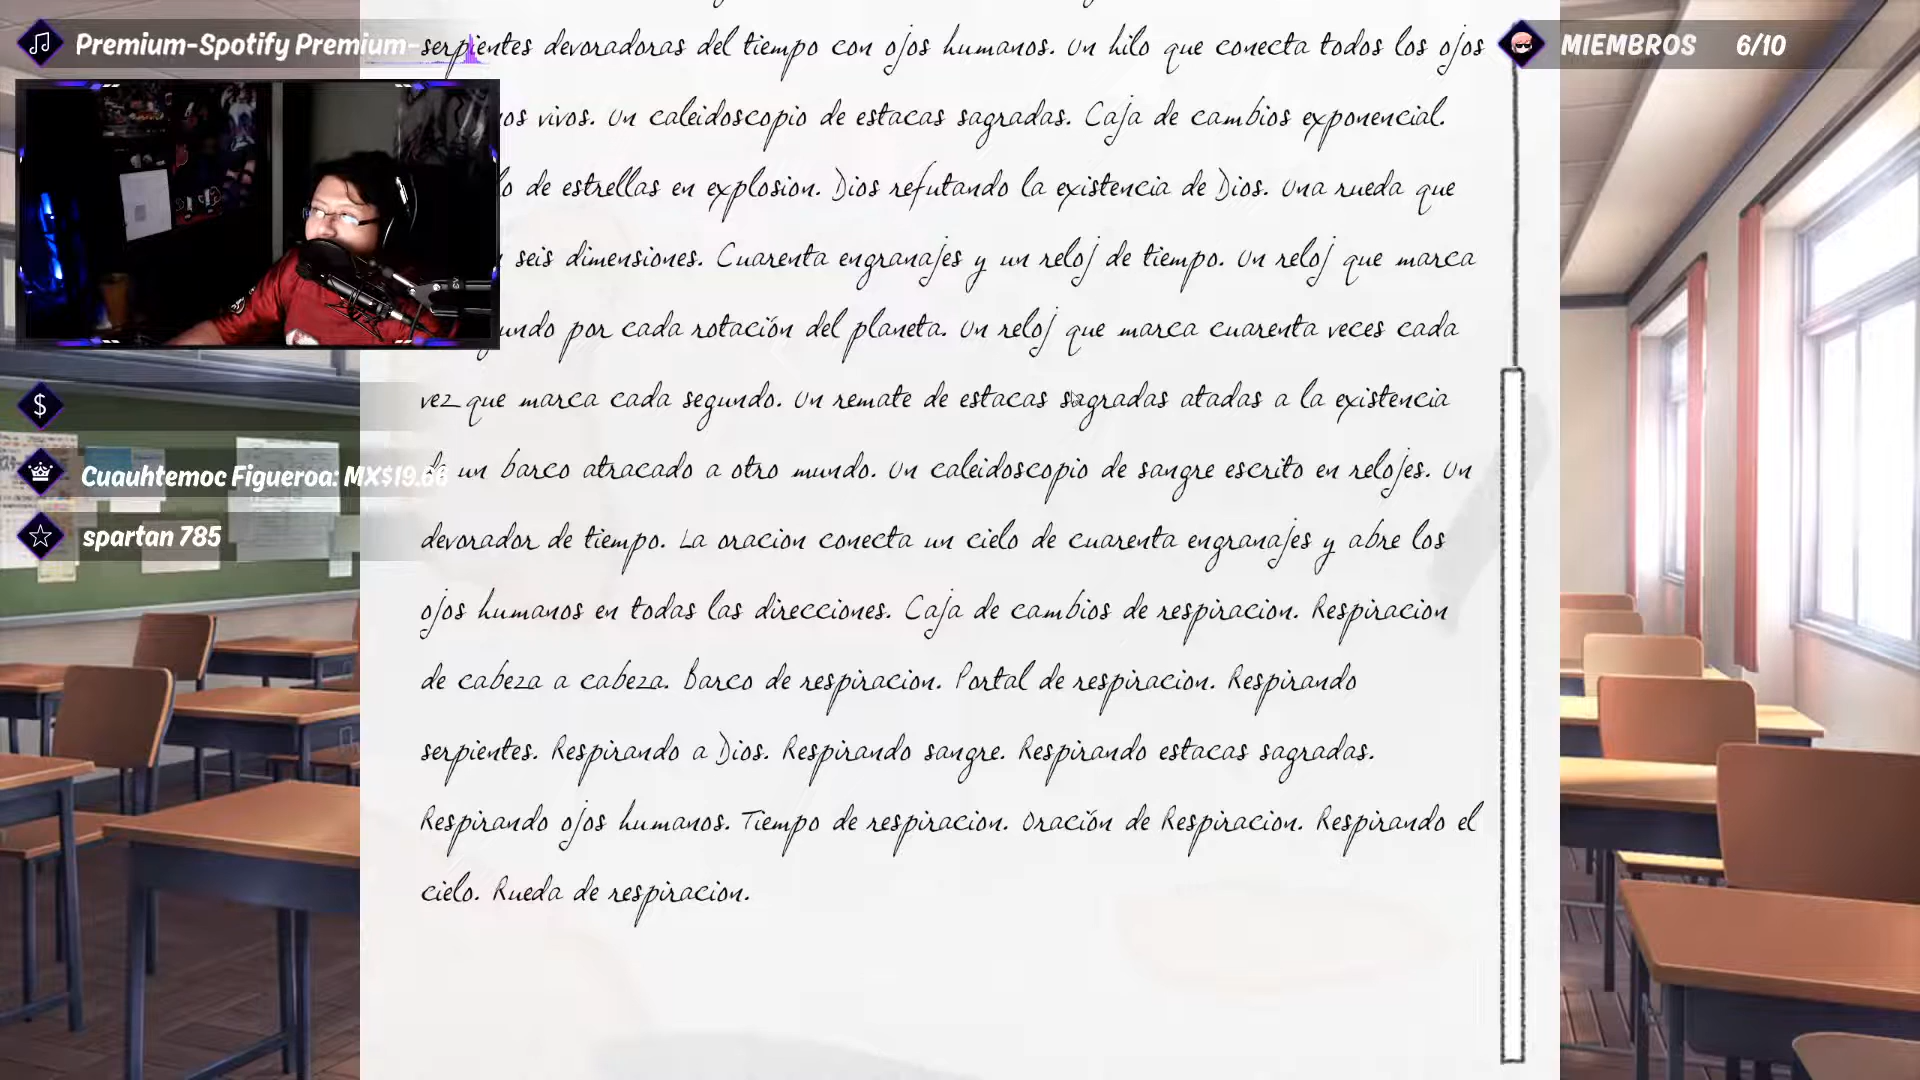 Premium-Spotify Premium-
MIEMBROS 6/10
serpientes devoradoras del tiempo con ojos humanos. Un hilo que conecta todos los ojos
vivos. Un caleidoscopio de estacas sagradas. Caja de cambios exponencial.
de estrellas en explosion. Dios refutando la existencia de Dios. Una rueda que
seis dimensiones. Cuarenta engranajes y un reloj de tiempo. Un reloj que marca
por cada rotación del planeta. Un reloj que marca cuarenta veces cada
vez que marca cada segundo. Un remate de estacas sagradas atadas a la existencia
de un barco atracado a otro mundo. Un caleidoscopio de sangre escrito en relojes. Un
devorador de tiempo. La oracion conecta un cielo de cuarenta engranajes y abre los
ojos humanos en todas las direcciones. Caja de cambios de respiracion. Respiracion
de cabeza a cabeza. Barco de respiracion. Portal de respiracion. Respirando
serpientes. Respirando a Dios. Respirando sangre. Respirando estacas sagradas.
Respirando ojos humanos. Tiempo de respiracion. Oración de Respiracion. Respirando el
cielo. Rueda de respiracion.
$
Cuauhtemoc Figueroa: MX$19.66
spartan 785